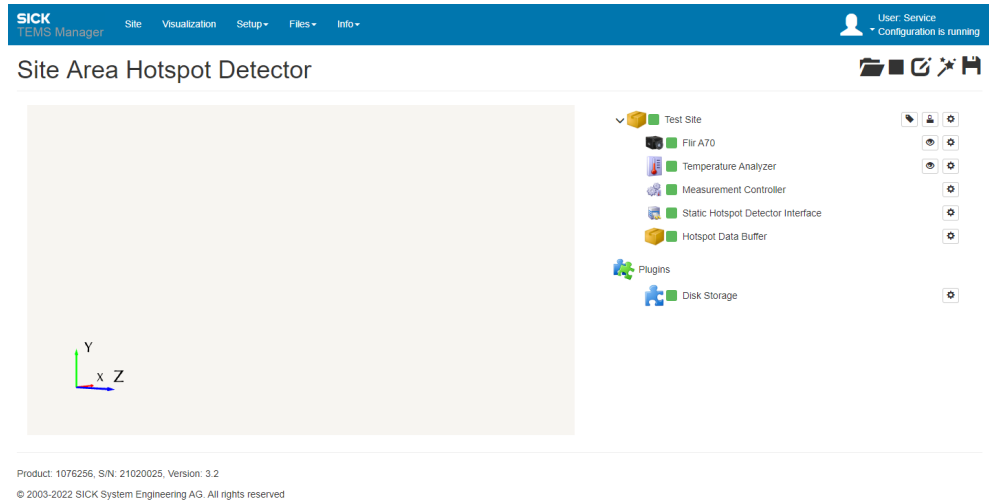 SICK
TEMS Manager
Site
Visualization
Setup
Files
Info
User: Service
Configuration is running
Site Area Hotspot Detector
Test Site
Flir A70
Temperature Analyzer
Measurement Controller
Static Hotspot Detector Interface
Hotspot Data Buffer
Plugins
Disk Storage
Y
X Z
Product: 1076256, S/N: 21020025, Version: 3.2
© 2003-2022 SICK System Engineering AG. All rights reserved